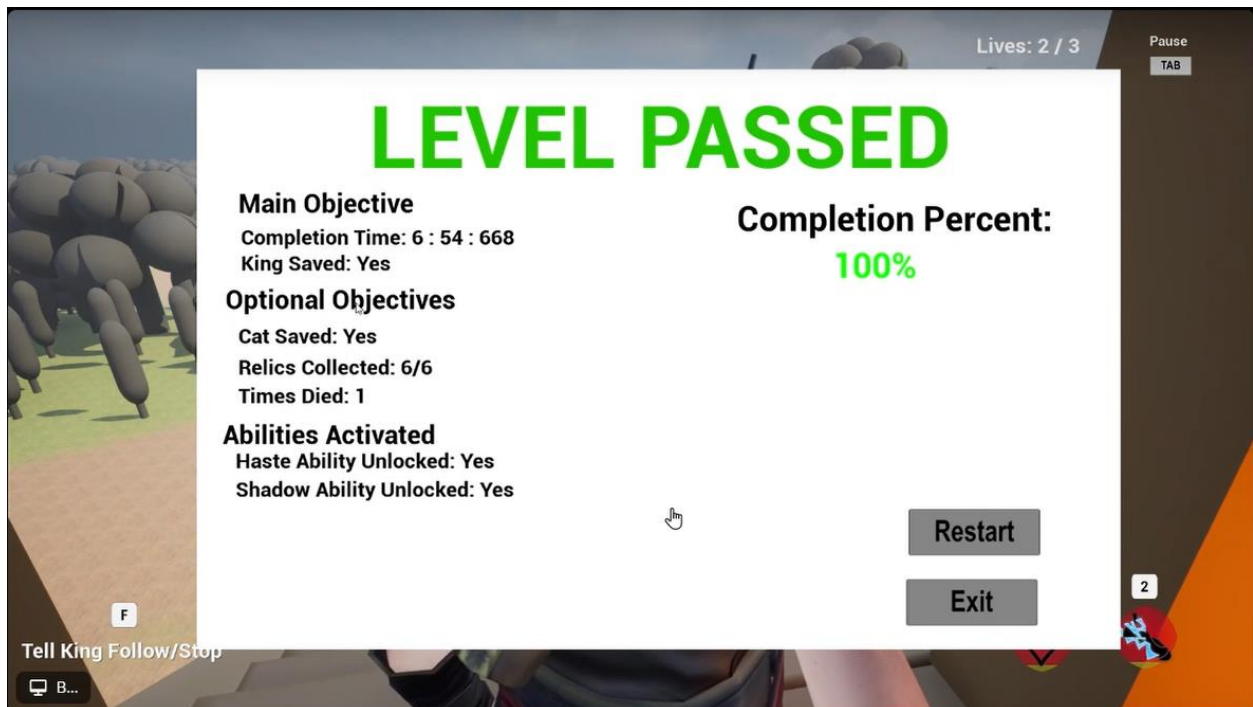 Lives: 2 / 3
Pause
TAB
LEVEL PASSED
Main Objective
Completion Time: 6 : 54 : 668
King Saved: Yes
Optional Objectives
Cat Saved: Yes
Relics Collected: 6/6
Times Died: 1
Abilities Activated
Haste Ability Unlocked: Yes
Shadow Ability Unlocked: Yes
Completion Percent:
100%
Restart
Exit
F
Tell King Follow/Stop
B...
2